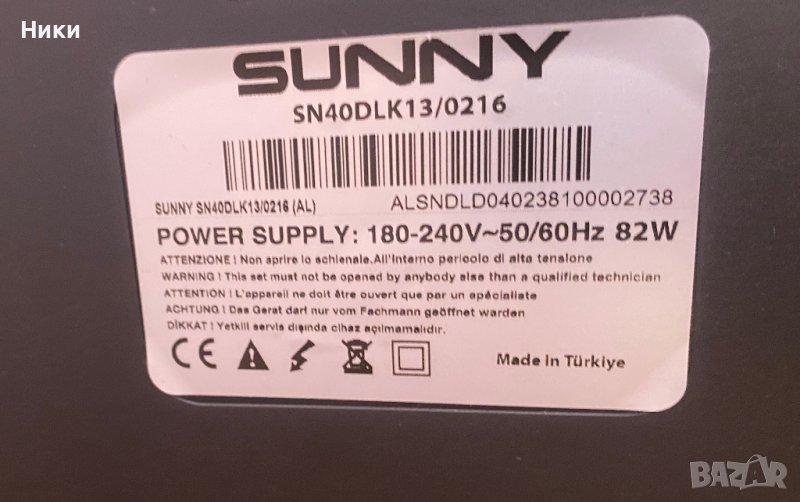 Ники
SUNNY
SN40DLK13/0216
SUNNY SN40DLK13/0216 (AL)
ALSNDLD040238100002738
POWER SUPPLY: 180-240V~50/60Hz 82W
ATTENZIONE ! Non aprire lo schienale.All'Interno pericolo di alta tensione
WARNING ! This set must not be opened by anybody else than a qualified technician
ATTENTION ! L'appareil ne doit être ouvert que par un spécialiste
ACHTUNG ! Das Gerat darf nur vom Fachmann geöffnet warden
DİKKAT ! Yetkili servis dışında cihaz açılmamalıdır.
CE
Made in Türkiye
BAZAR